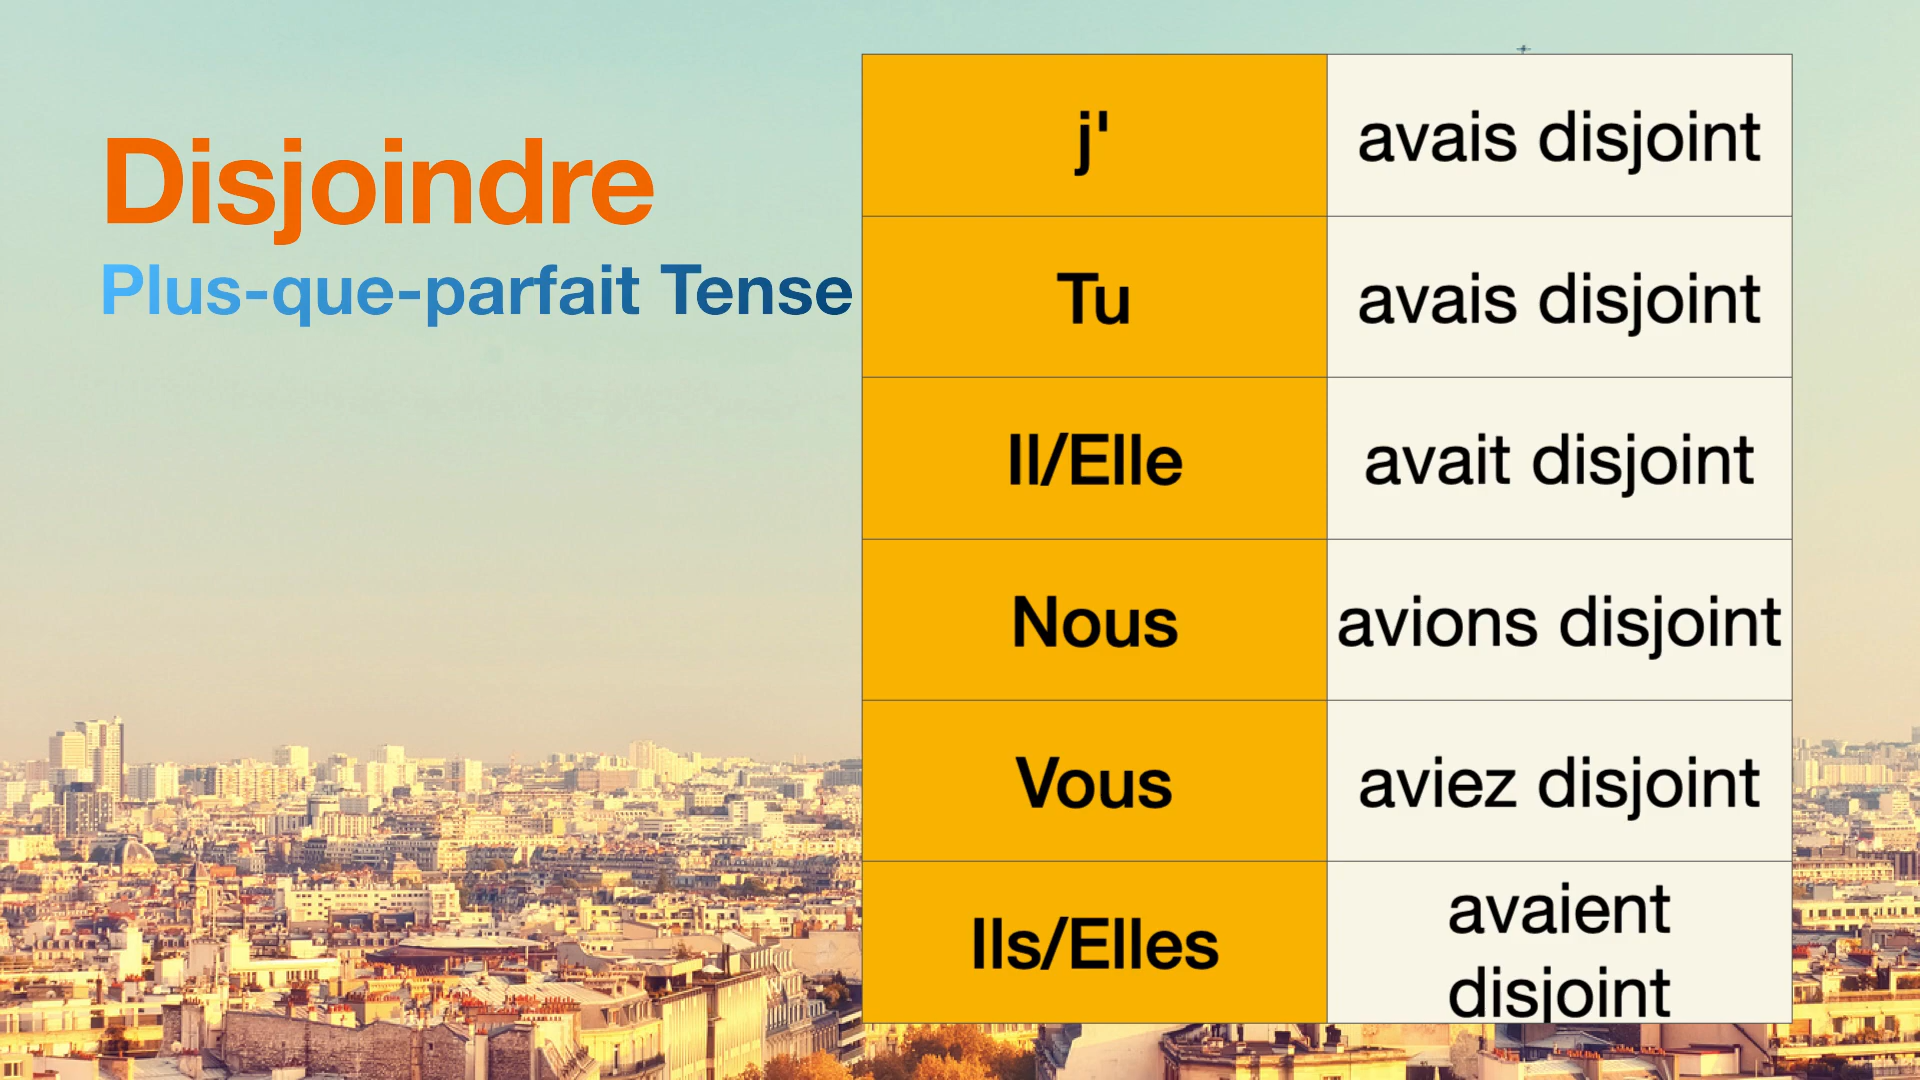 Disjoindre
Plus-que-parfait Tense
j' avais disjoint
Tu avais disjoint
Il/Elle avait disjoint
Nous avions disjoint
Vous aviez disjoint
Ils/Elles avaient
disjoint